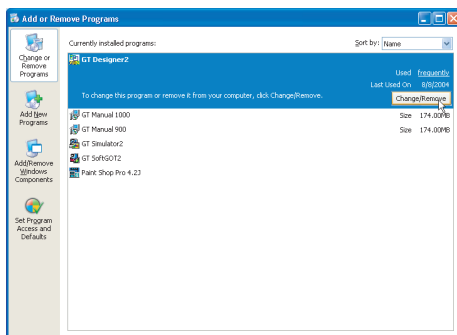 Add or Remove Programs
Change or
Remove
Programs
Add New
Programs
Add/Remove
Windows
Components
Set Program
Access and
Defaults
Currently installed programs:
Sort by: Name
GT Designer2
Used frequently
Last Used On 8/8/2004
To change this program or remove it from your computer, click Change/Remove.
Change/Remove
GT Manual 1000 Size 174.00MB
GT Manual 900 Size 174.00MB
GT Simulator2
GT SoftGOT2
Paint Shop Pro 4.23